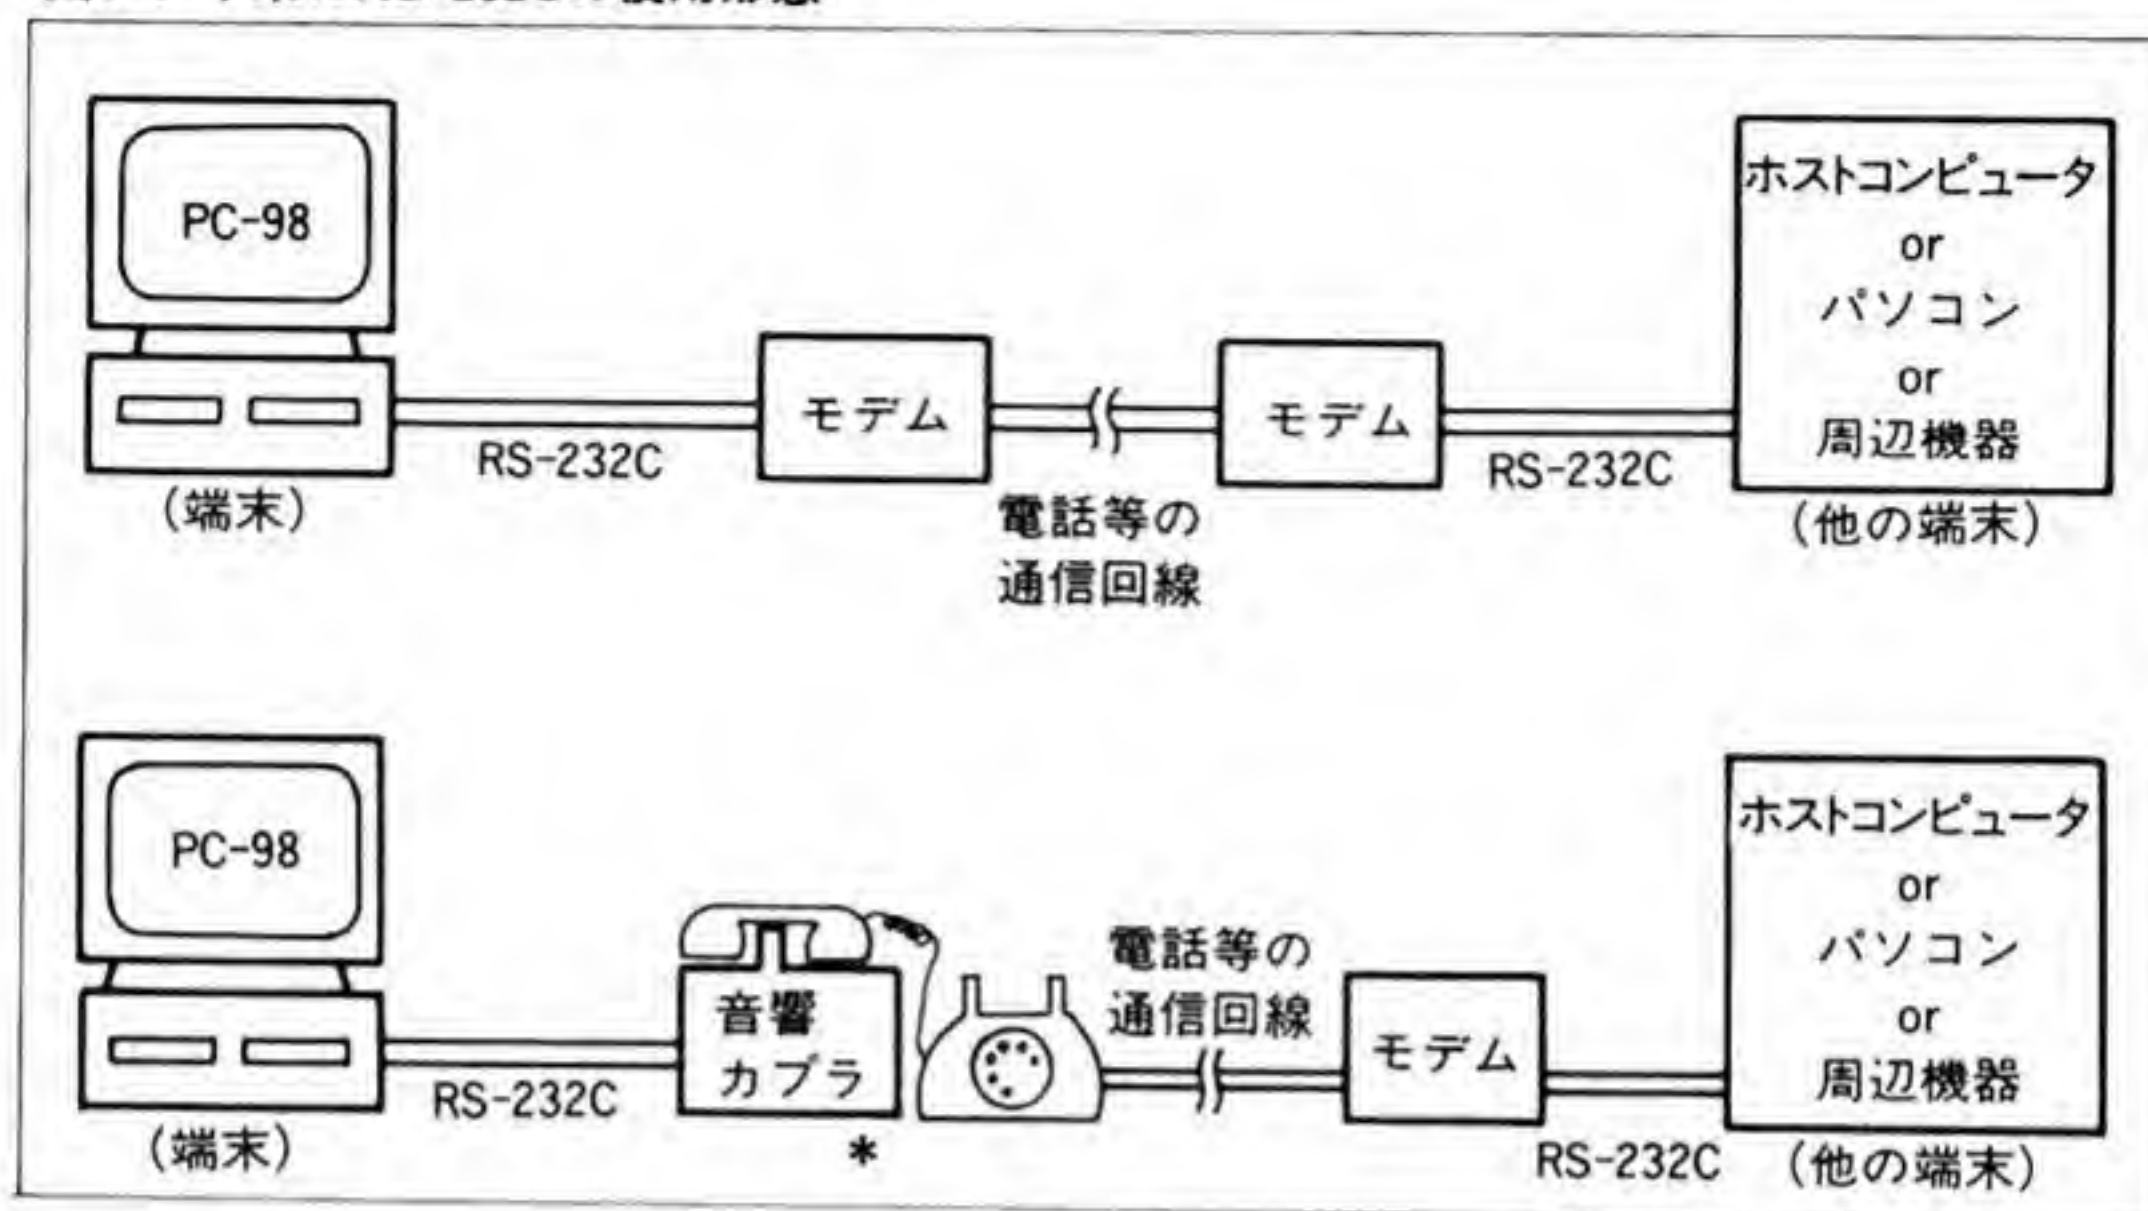 PC-98
(端末)
RS-232C
モデム
電話等の
通信回線
モデム
RS-232C
ホストコンピュータ
or
パソコン
or
周辺機器
(他の端末)
PC-98
(端末)
RS-232C
音響
カプラ
*
電話等の
通信回線
モデム
RS-232C
ホストコンピュータ
or
パソコン
or
周辺機器
(他の端末)